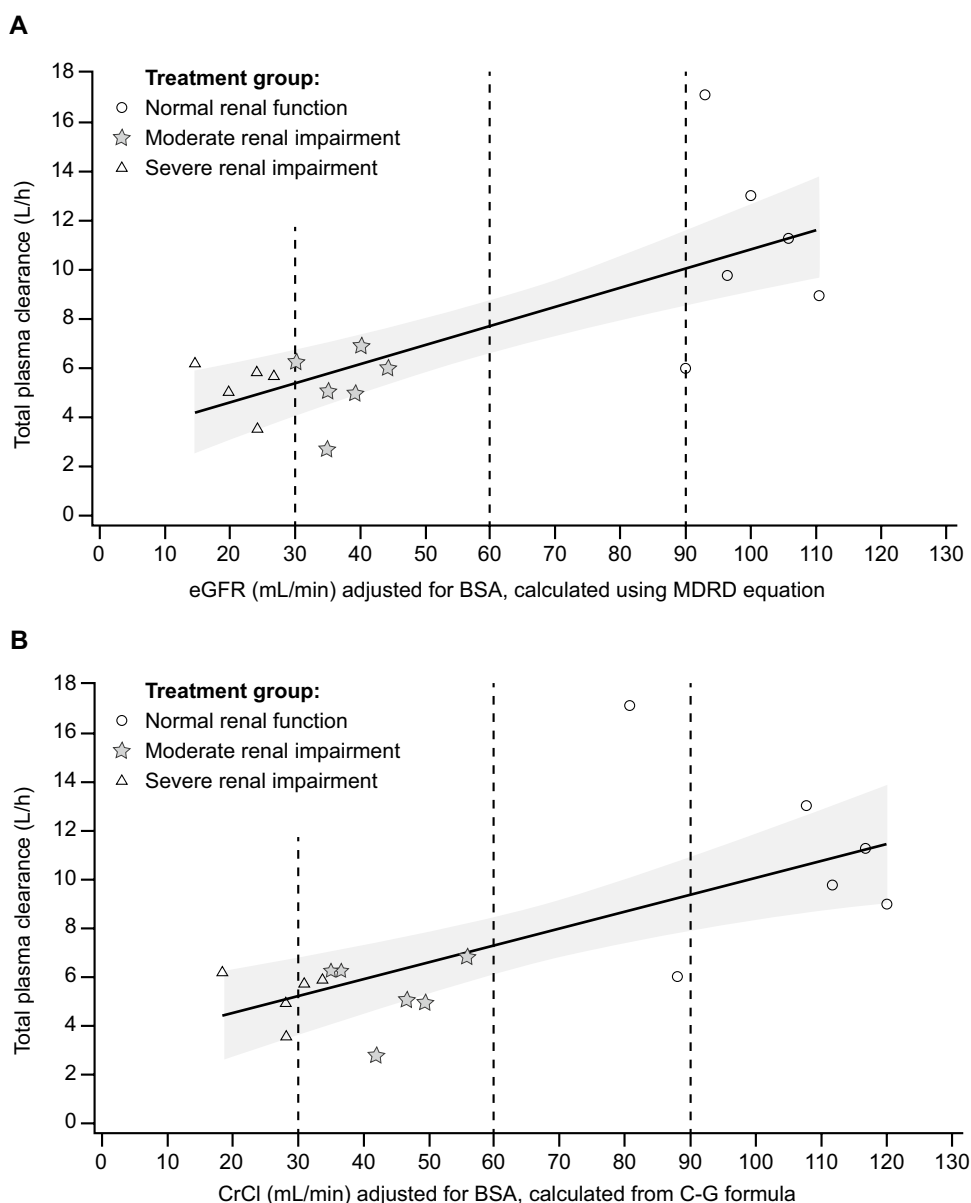 A
Treatment group:
Normal renal function
Moderate renal impairment
Severe renal impairment
Total plasma clearance (L/h)
18
16
14
12
10
8
6
4
2
0
0 10 20 30 40 50 60 70 80 90 100 110 120 130
eGFR (mL/min) adjusted for BSA, calculated using MDRD equation
B
Treatment group:
Normal renal function
Moderate renal impairment
Severe renal impairment
Total plasma clearance (L/h)
18
16
14
12
10
8
6
4
2
0
0 10 20 30 40 50 60 70 80 90 100 110 120 130
CrCl (mL/min) adjusted for BSA, calculated from C-G formula